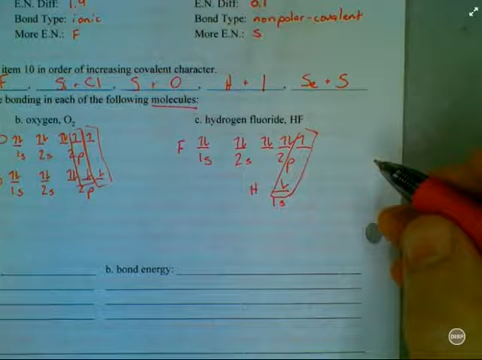 E.N. Diff: 1.9 E.N. Diff: 0.1
Bond Type: ionic Bond Type: nonpolar-covalent
More E.N.: F More E.N.: S
item 10 in order of increasing covalent character.
F, Si + Cl, S + O, H + I, Se + S
bonding in each of the following molecules:
b. oxygen, O₂ c. hydrogen fluoride, HF
F
1s 2s 2p 1s 2s 2p
H
1s 2s 2p 1s
b. bond energy: